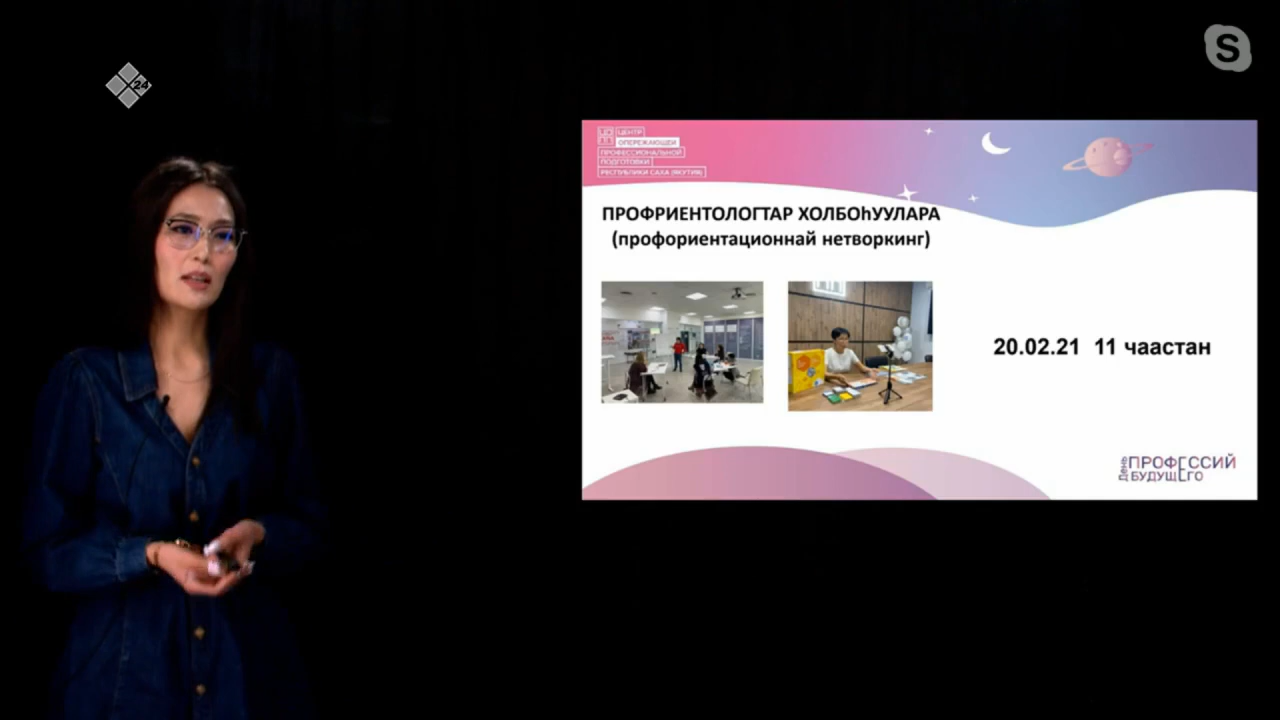 24
S
ЦЕНТР
ОПЕРЕЖАЮЩЕЙ
ПРОФЕССИОНАЛЬНОЙ
ПОДГОТОВКИ
РЕСПУБЛИКИ САХА (ЯКУТИЯ)
ПРОФРИЕНТОЛОГТАР ХОЛБОҺУУЛАРА
(профориентационнай нетворкинг)
20.02.21 11 чаастан
День
ПРОФЕССИЙ
БУДУЩЕГО